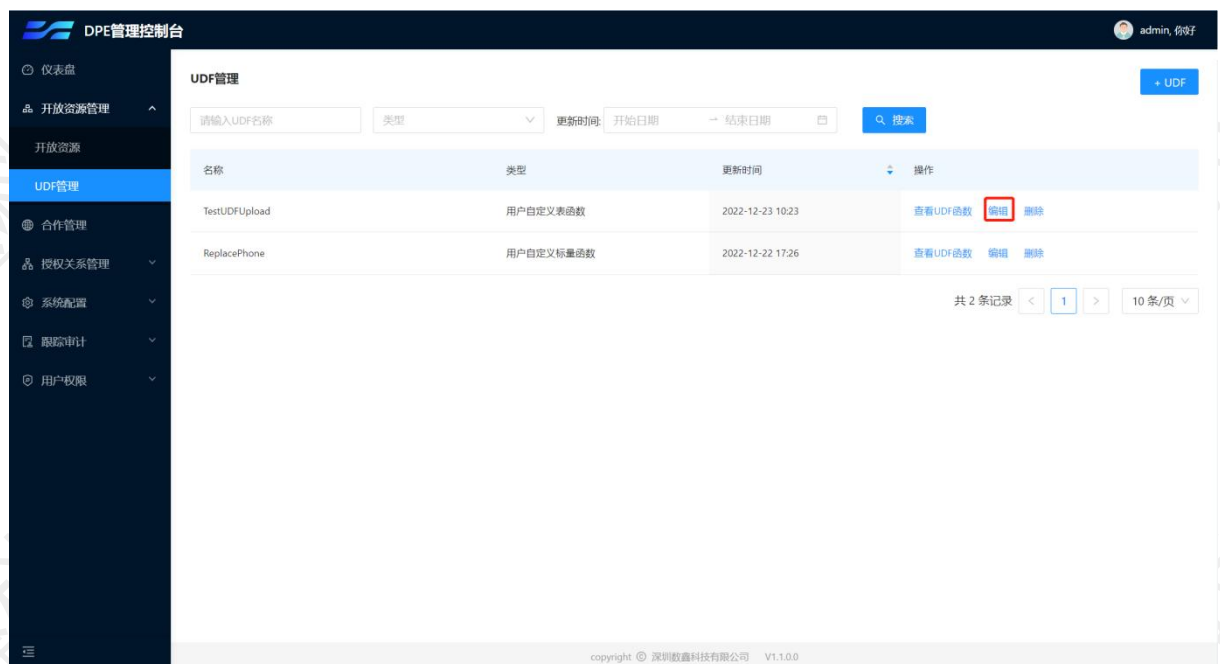 DPE管理控制台
admin, 你好
仪表盘
开放资源管理
开放资源
UDF管理
合作管理
授权关系管理
系统配置
跟踪审计
用户权限
UDF管理
+ UDF
请输入UDF名称 类型 更新时间: 开始日期 → 结束日期 搜索
名称 类型 更新时间 操作
TestUDFUpload 用户自定义表函数 2022-12-23 10:23 查看UDF函数 编辑 删除
ReplacePhone 用户自定义标量函数 2022-12-22 17:26 查看UDF函数 编辑 删除
共 2 条记录 < 1 > 10 条/页
copyright © 深圳数鑫科技有限公司 V1.1.0.0